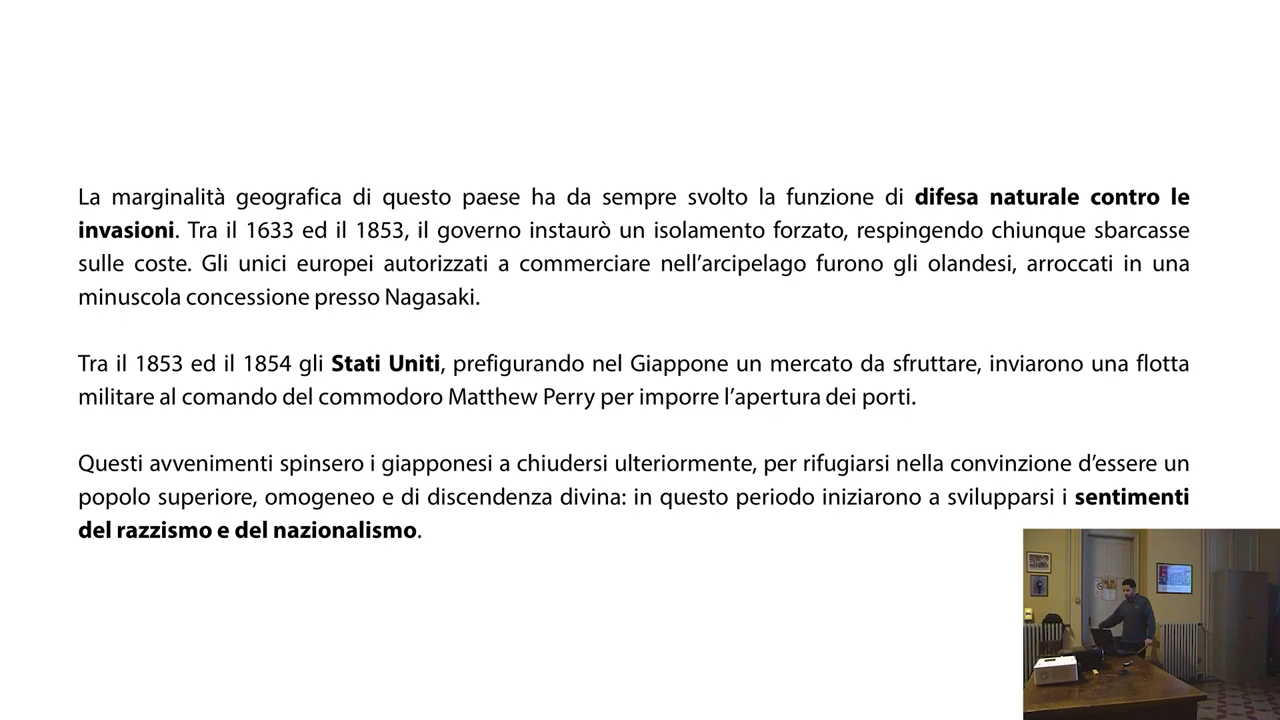 La marginalità geografica di questo paese ha da sempre svolto la funzione di difesa naturale contro le
invasioni. Tra il 1633 ed il 1853, il governo instaurò un isolamento forzato, respingendo chiunque sbarcasse
sulle coste. Gli unici europei autorizzati a commerciare nell’arcipelago furono gli olandesi, arroccati in una
minuscola concessione presso Nagasaki.
Tra il 1853 ed il 1854 gli Stati Uniti, prefigurando nel Giappone un mercato da sfruttare, inviarono una flotta
militare al comando del commodoro Matthew Perry per imporre l’apertura dei porti.
Questi avvenimenti spinsero i giapponesi a chiudersi ulteriormente, per rifugiarsi nella convinzione d’essere un
popolo superiore, omogeneo e di discendenza divina: in questo periodo iniziarono a svilupparsi i sentimenti
del razzismo e del nazionalismo.